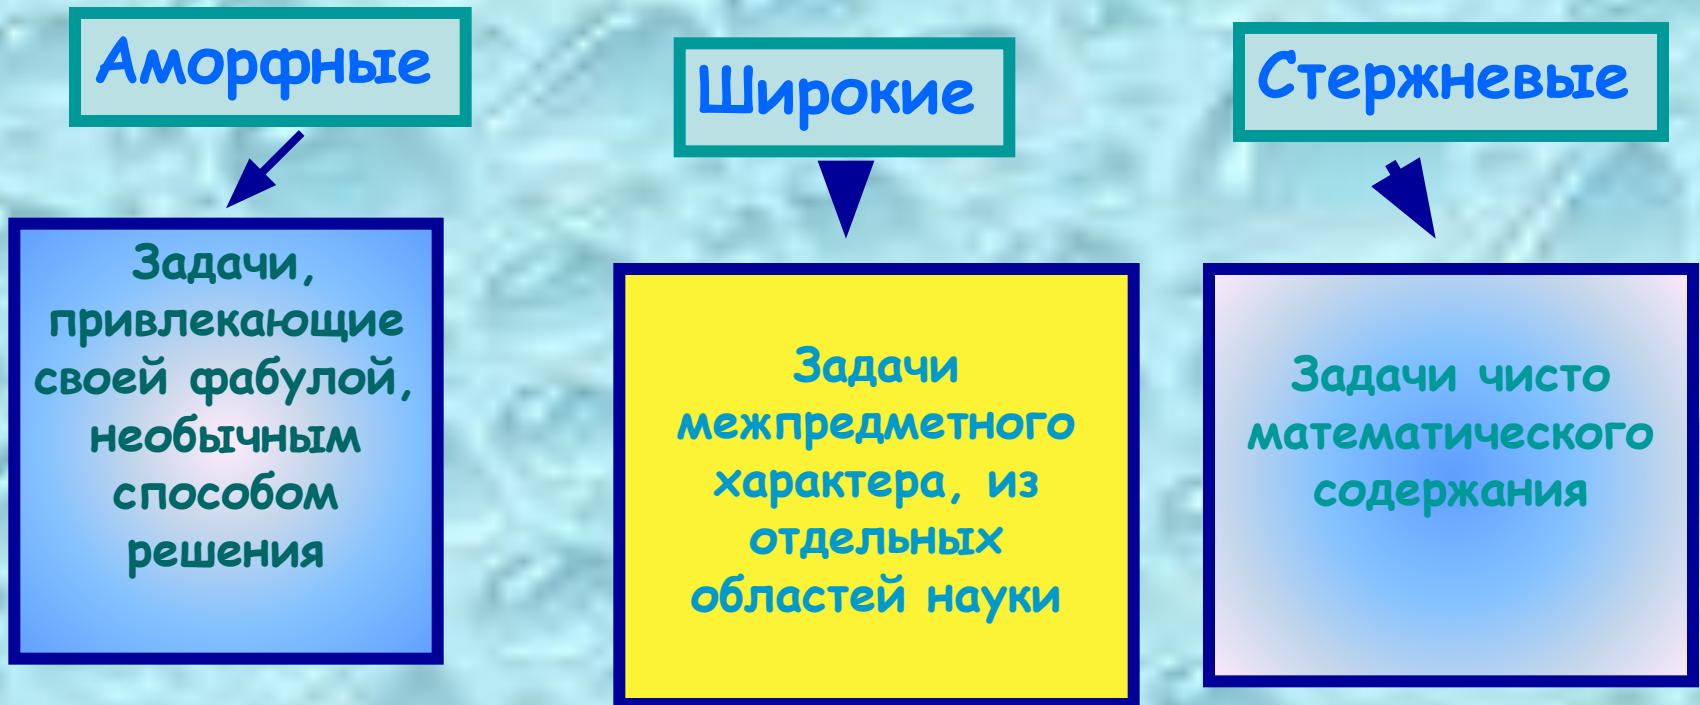 Аморфные
Широкие
Стержневые
Задачи,
привлекающие
своей фабулой,
необычным
способом
решения
Задачи
межпредметного
характера, из
отдельных
областей науки
Задачи чисто
математического
содержания